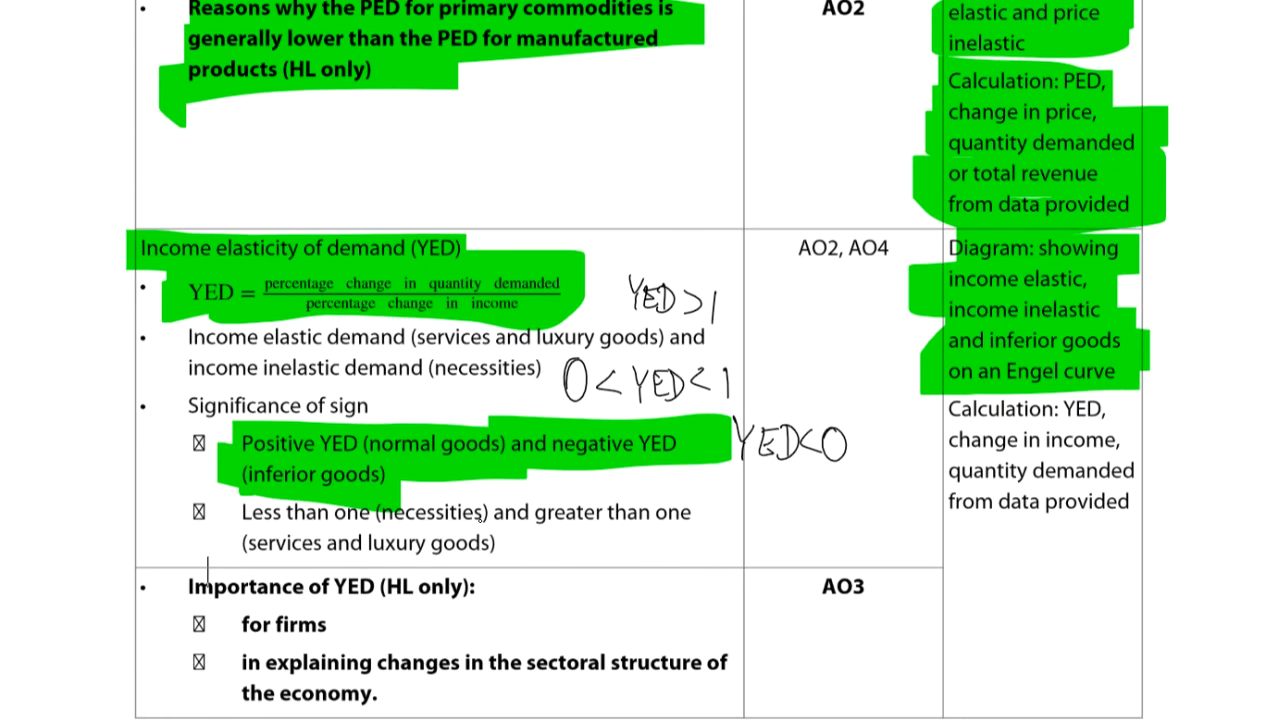 • Reasons why the PED for primary commodities is
generally lower than the PED for manufactured
products (HL only)
AO2
elastic and price
inelastic
Calculation: PED,
change in price,
quantity demanded
or total revenue
from data provided
Income elasticity of demand (YED)
• YED = percentage change in quantity demanded
percentage change in income
YED > 1
• Income elastic demand (services and luxury goods) and
income inelastic demand (necessities)
0 < YED < 1
• Significance of sign
☒ Positive YED (normal goods) and negative YED
(inferior goods)
YED<0
☒ Less than one (necessities) and greater than one
(services and luxury goods)
AO2, AO4
Diagram: showing
income elastic,
income inelastic
and inferior goods
on an Engel curve
Calculation: YED,
change in income,
quantity demanded
from data provided
• Importance of YED (HL only):
☒ for firms
☒ in explaining changes in the sectoral structure of
the economy.
AO3